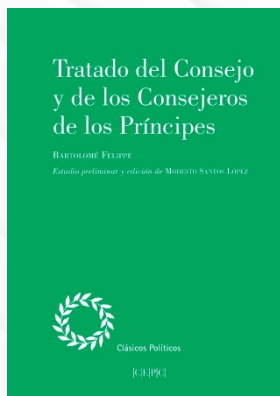 Tratado del Consejo
y de los Consejeros
de los Príncipes
BARTOLOMÉ FELIPPE
Estudio preliminar y edición de MODESTO SANTOS LÓPEZ
Clásicos Políticos
|C|E|P|C|